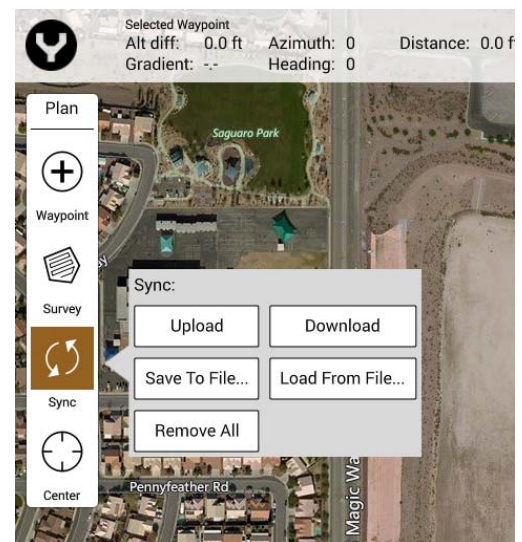 Selected Waypoint
Alt diff: 0.0 ft Azimuth: 0 Distance: 0.0 f
Gradient: -.- Heading: 0
Plan
Saguaro Park
Waypoint
Survey
Sync:
Upload Download
Save To File... Load From File...
Sync
Remove All
Center
Pennyfeather Rd
Magic Wa